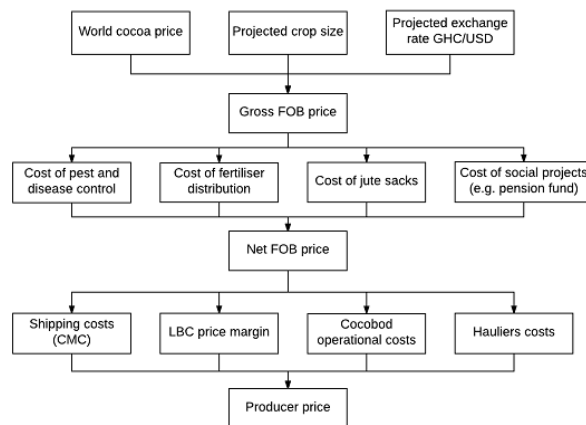 World cocoa price
Projected crop size
Projected exchange
rate GHC/USD
Gross FOB price
Cost of pest and
disease control
Cost of fertiliser
distribution
Cost of jute sacks
Cost of social projects
(e.g. pension fund)
Net FOB price
Shipping costs
(CMC)
LBC price margin
Cocobod
operational costs
Hauliers costs
Producer price